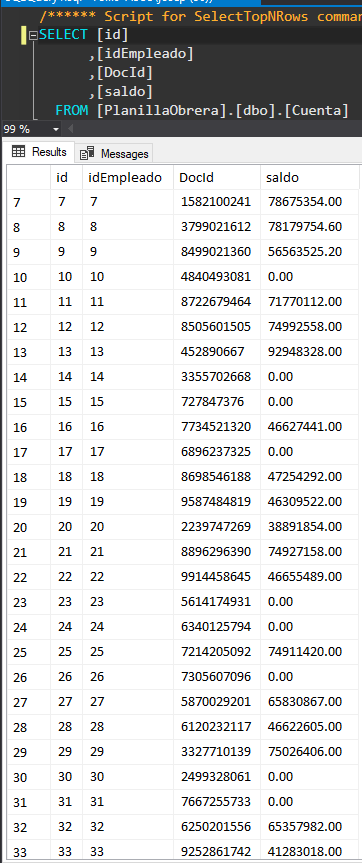 /****** Script for SelectTopNRows comman
SELECT [id]
,[idEmpleado]
,[DocId]
,[saldo]
FROM [PlanillaObrera].[dbo].[Cuenta]
99 %
Results Messages
id idEmpleado DocId saldo
7 7 7 1582100241 78675354.00
8 8 8 3799021612 78179754.60
9 9 9 8499021360 56563525.20
10 10 10 4840493081 0.00
11 11 11 8722679464 71770112.00
12 12 12 8505601505 74992558.00
13 13 13 452890667 92948328.00
14 14 14 3355702668 0.00
15 15 15 727847376 0.00
16 16 16 7734521320 46627441.00
17 17 17 6896237325 0.00
18 18 18 8698546188 47254292.00
19 19 19 9587484819 46309522.00
20 20 20 2239747269 38891854.00
21 21 21 8896296390 74927158.00
22 22 22 9914458645 46655489.00
23 23 23 5614174931 0.00
24 24 24 6340125794 0.00
25 25 25 7214205092 74911420.00
26 26 26 7305607096 0.00
27 27 27 5870029201 65830867.00
28 28 28 6120232117 46622605.00
29 29 29 3327710139 75026406.00
30 30 30 2499328061 0.00
31 31 31 7667255733 0.00
32 32 32 6250201556 65357982.00
33 33 33 9252861742 41283018.00